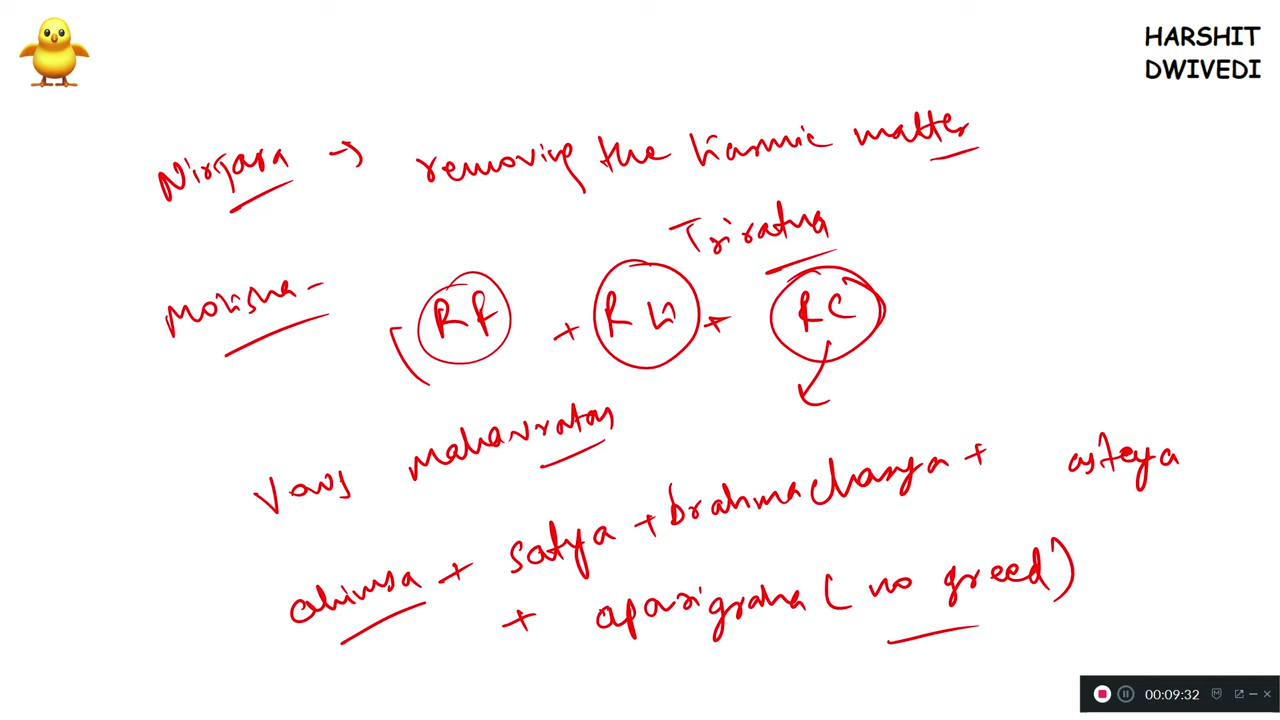 HARSHIT
DWIVEDI
Nirjara → removing the karmic matter
Triratna
Moksha - RF + RK + RC
Vows mahavratas
ahimsa + satya + brahmacharya + asteya
+ aparigraha (no greed)
00:09:32